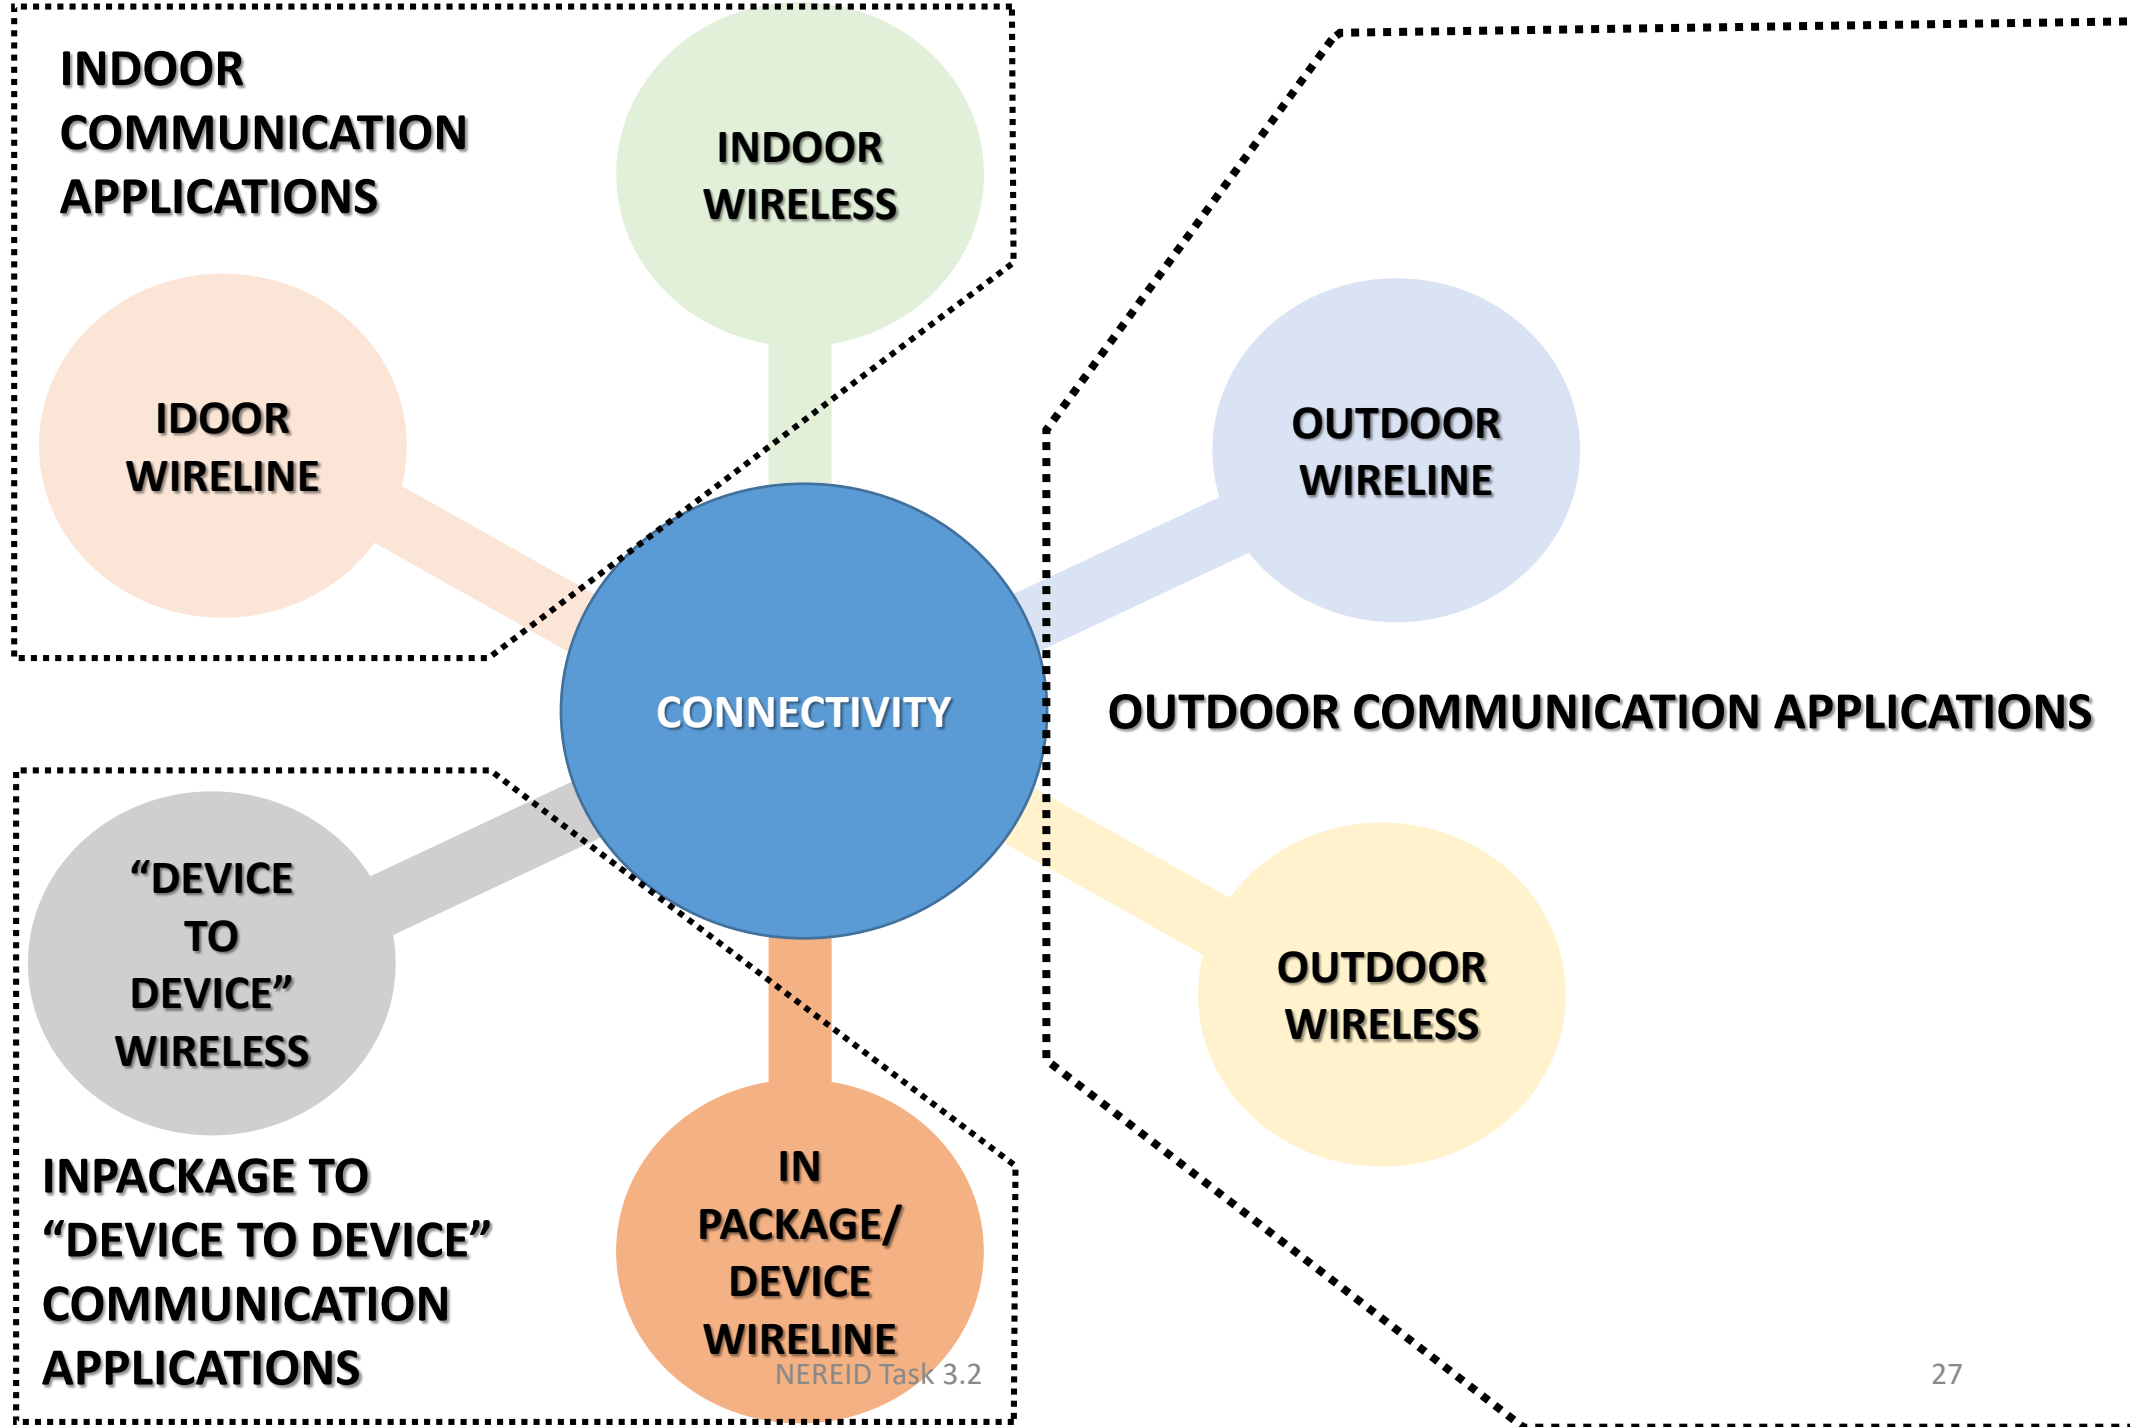 INDOOR
COMMUNICATION
APPLICATIONS
INDOOR
WIRELESS
IDOOR
WIRELINE
OUTDOOR
WIRELINE
CONNECTIVITY
OUTDOOR COMMUNICATION APPLICATIONS
“DEVICE
TO
DEVICE”
WIRELESS
OUTDOOR
WIRELESS
INPACKAGE TO
“DEVICE TO DEVICE”
COMMUNICATION
APPLICATIONS
IN
PACKAGE/
DEVICE
WIRELINE
NEREID Task 3.2
27